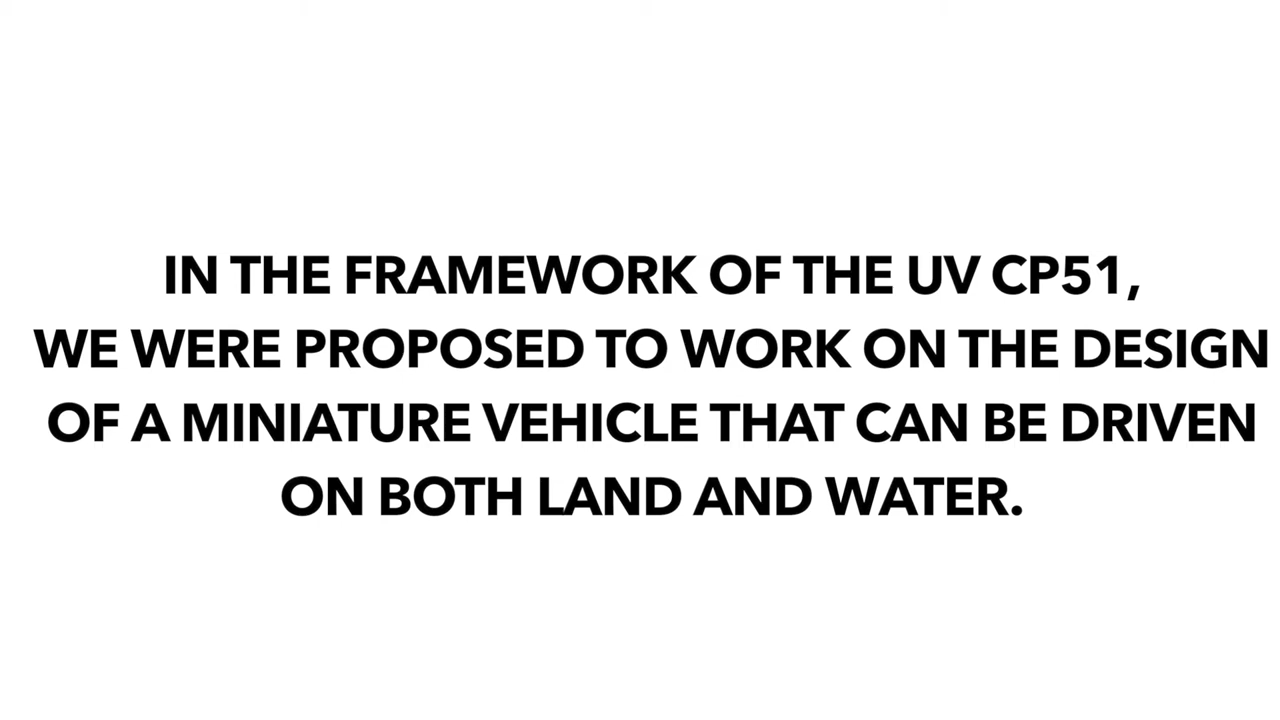 IN THE FRAMEWORK OF THE UV CP51,
WE WERE PROPOSED TO WORK ON THE DESIGN
OF A MINIATURE VEHICLE THAT CAN BE DRIVEN
ON BOTH LAND AND WATER.